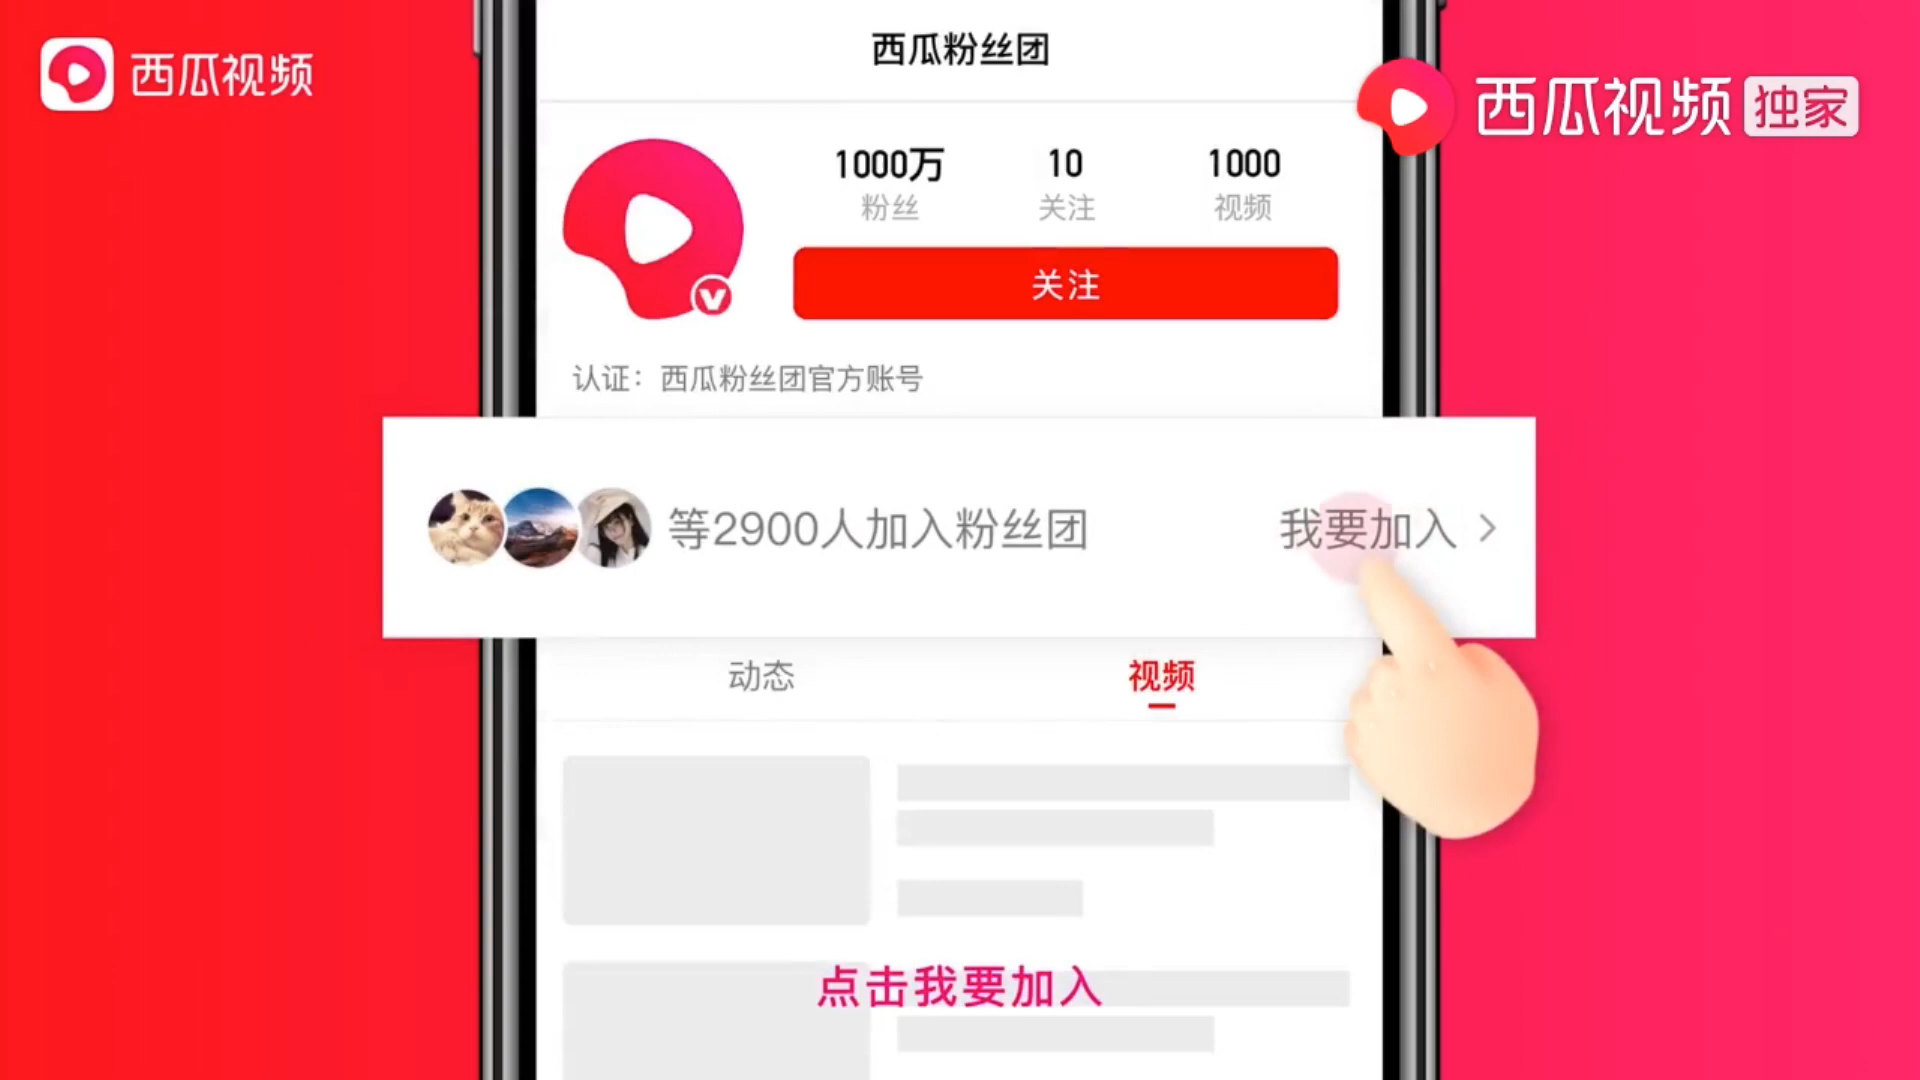 西瓜视频
西瓜粉丝团
西瓜视频 独家
1000万 10 1000
粉丝 关注 视频
关注
认证：西瓜粉丝团官方账号
等2900人加入粉丝团 我要加入 >
动态 视频
点击我要加入